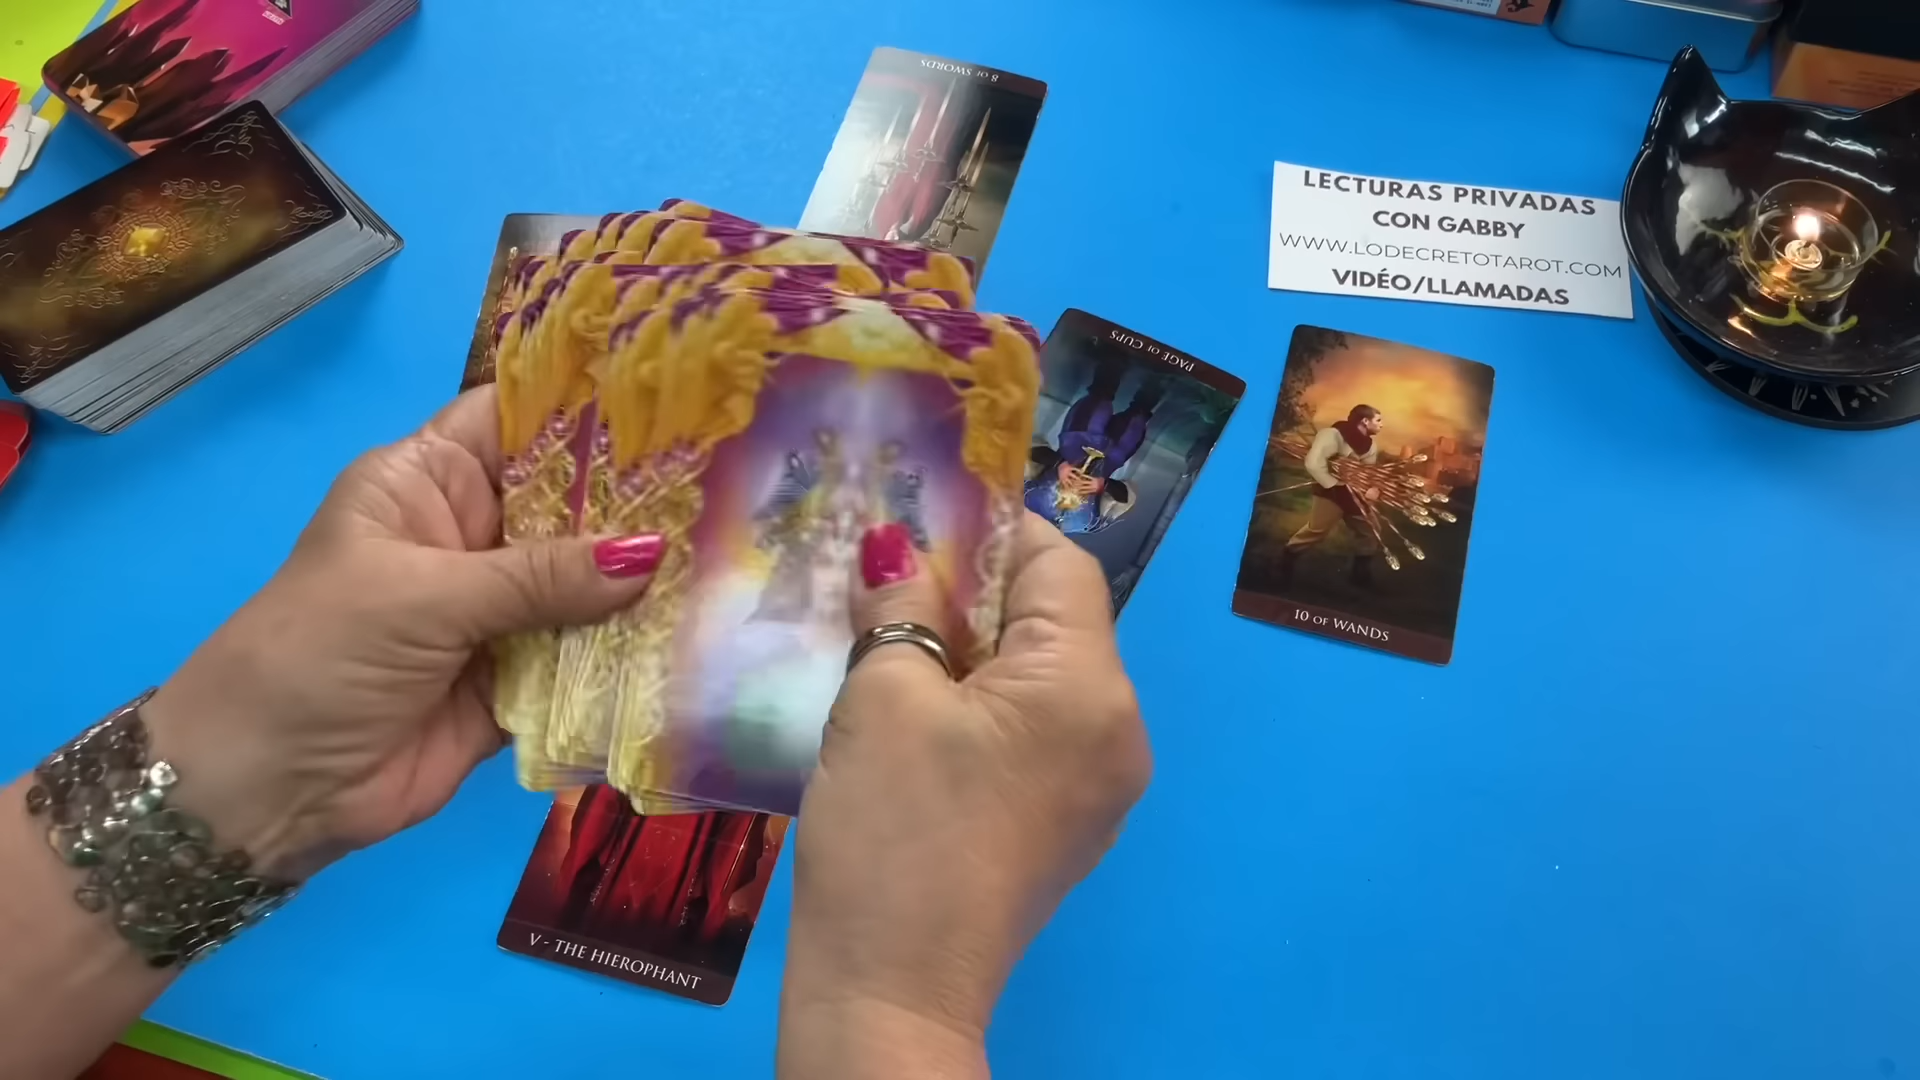 8 OF SWORDS
LECTURAS PRIVADAS
CON GABBY
WWW.LODECRETOTAROT.COM
VIDÉO/LLAMADAS
PAGE OF CUPS
10 OF WANDS
V - THE HIEROPHANT